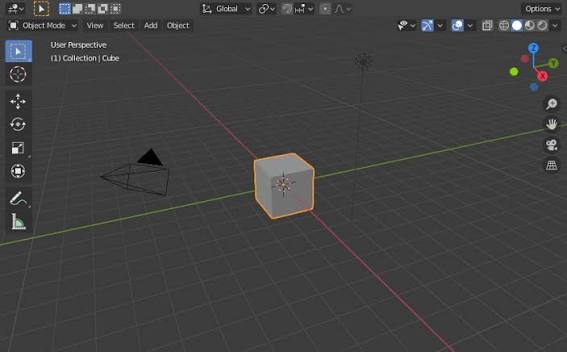 Global
Options
Object Mode
View
Select
Add
Object
User Perspective
(1) Collection | Cube
Z
Y
X